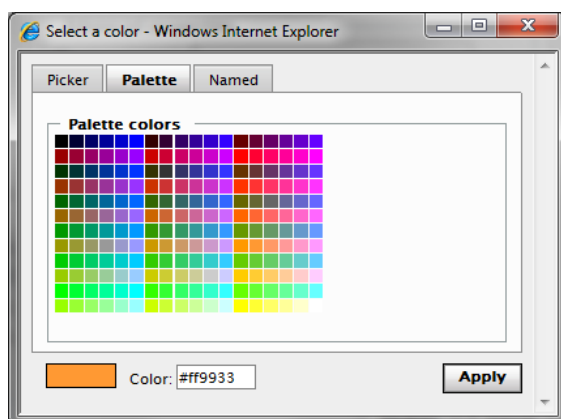 Select a color - Windows Internet Explorer
Picker Palette Named
Palette colors
Color: #ff9933 Apply